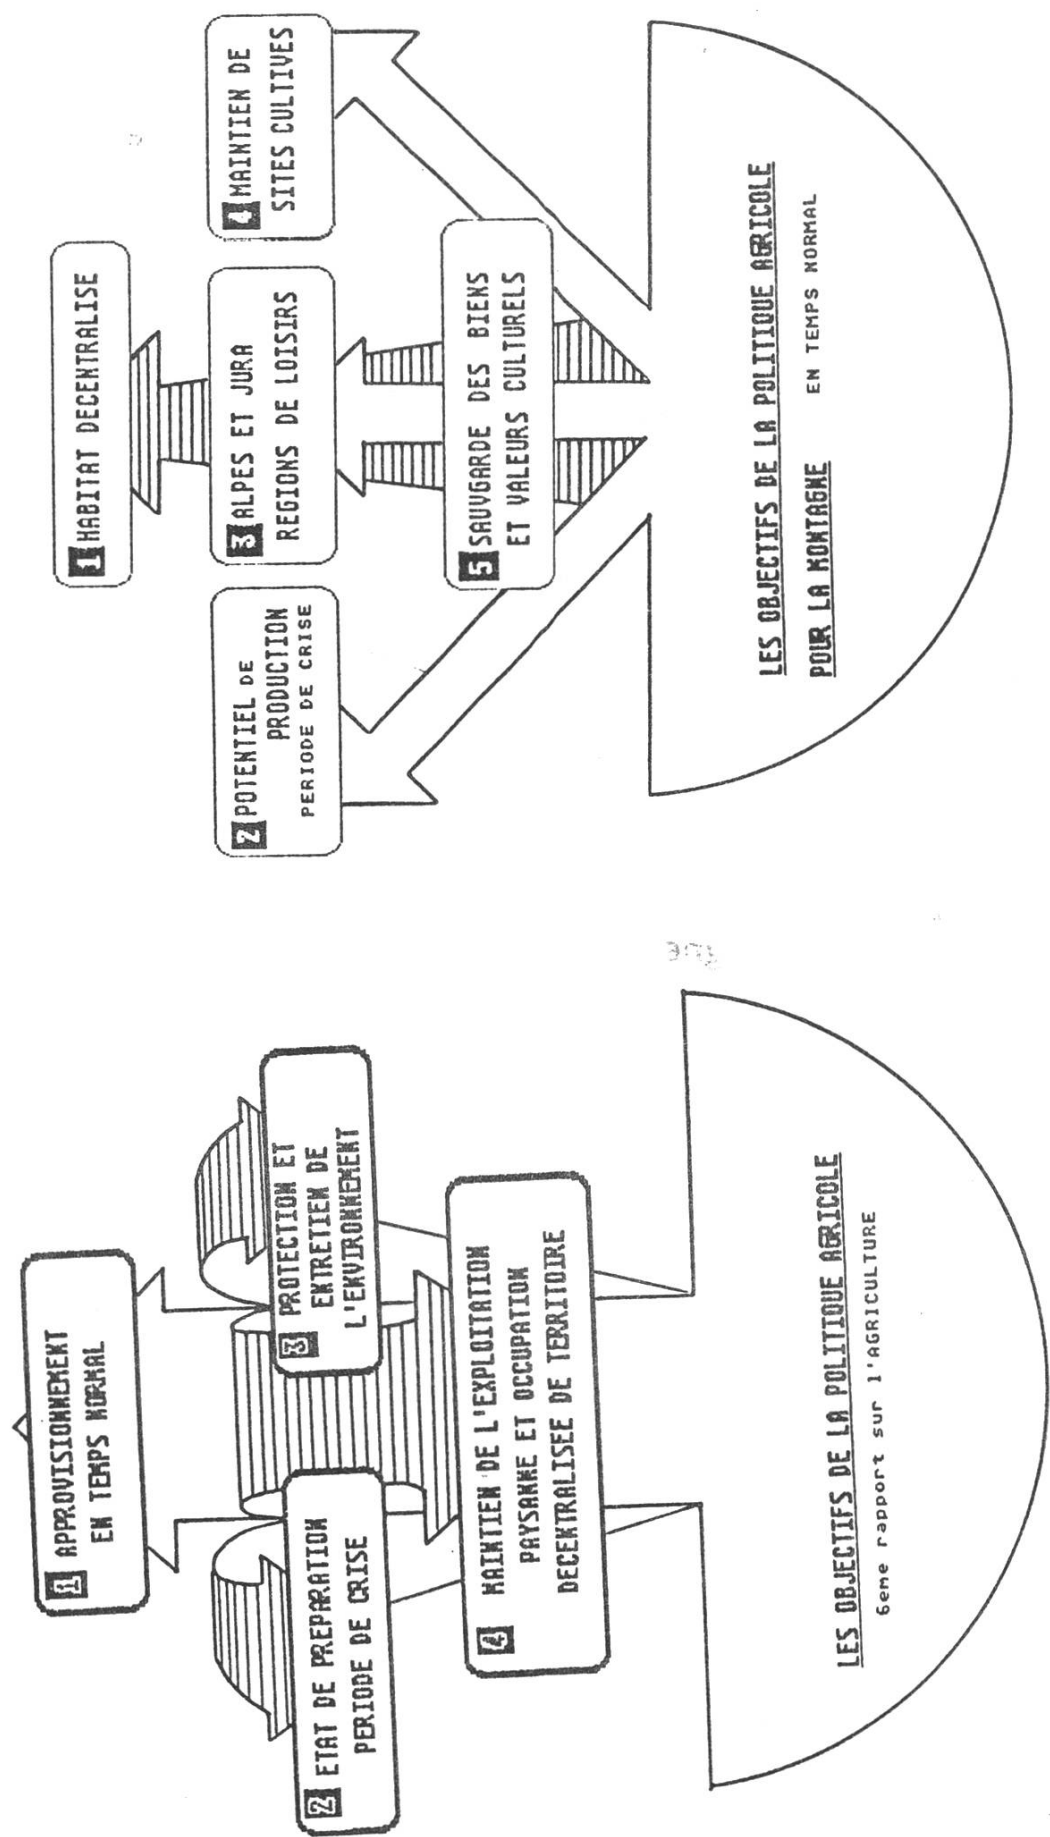 1 APPROVISIONNEMENT
EN TEMPS NORMAL
2 ETAT DE PREPARATION
PERIODE DE CRISE
3 PROTECTION ET
ENTRETIEN DE
L'ENVIRONNEMENT
4 MAINTIEN DE L'EXPLOITATION
PAYSANNE ET OCCUPATION
DECENTRALISEE DE TERRITOIRE
LES OBJECTIFS DE LA POLITIQUE AGRICOLE
6eme rapport sur l'AGRICULTURE
1 HABITAT DECENTRALISE
2 POTENTIEL DE
PRODUCTION
PERIODE DE CRISE
3 ALPES ET JURA
REGIONS DE LOISIRS
4 MAINTIEN DE
SITES CULTIVES
5 SAUVGARDE DES BIENS
ET VALEURS CULTURELS
LES OBJECTIFS DE LA POLITIQUE AGRICOLE
POUR LA MONTAGNE EN TEMPS NORMAL